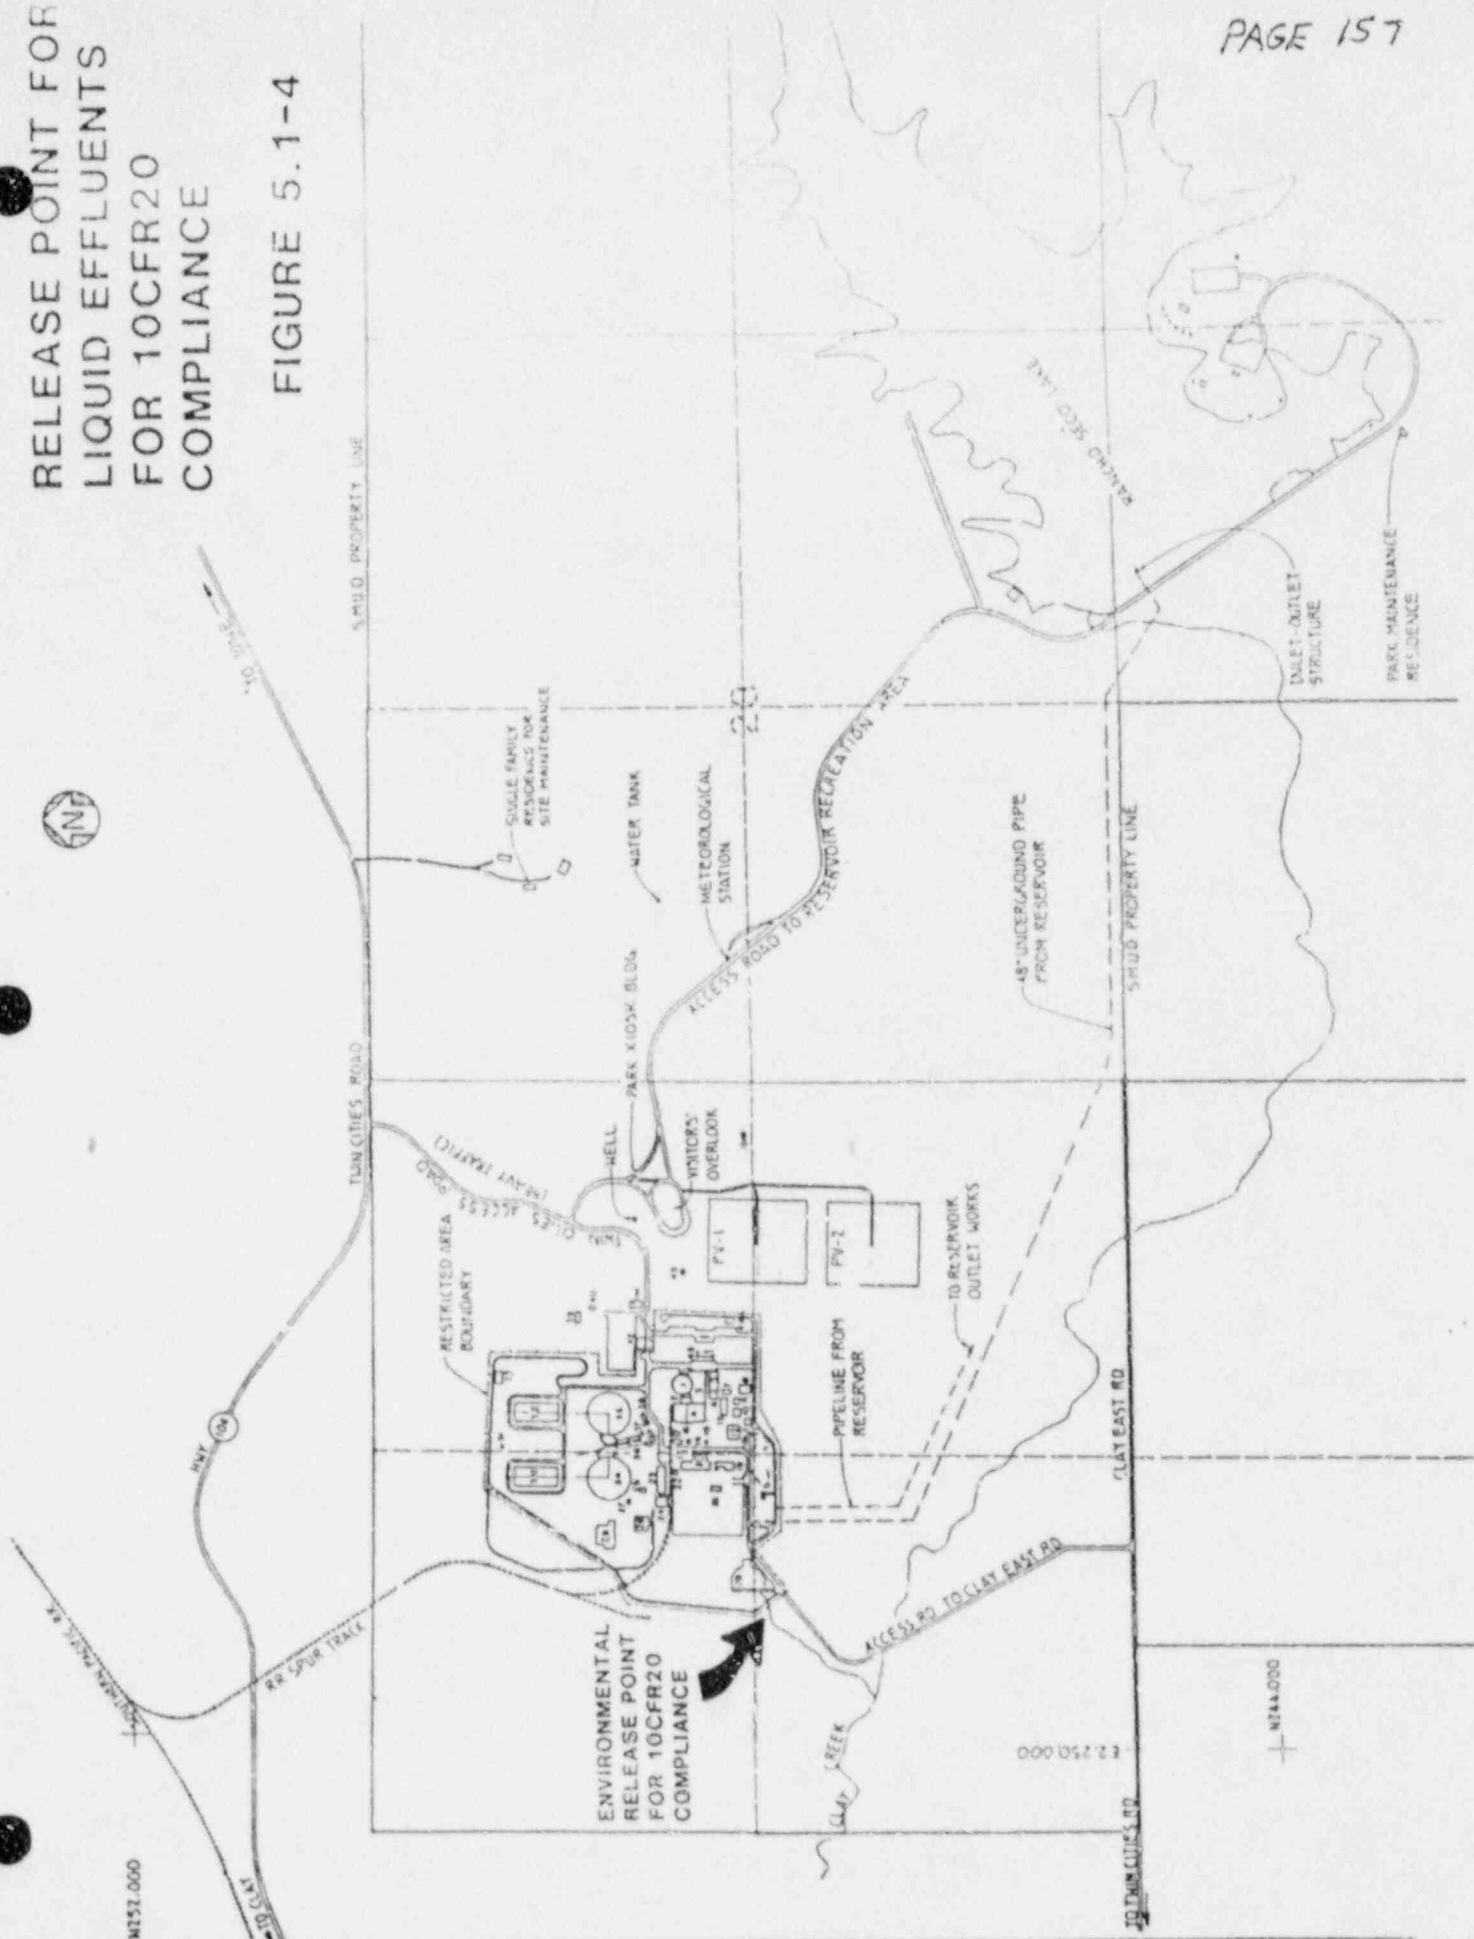 PAGE 157
RELEASE POINT FOR
LIQUID EFFLUENTS
FOR 10CFR20
COMPLIANCE
FIGURE 5.1-4
N
TO IONE
SMUD PROPERTY LINE
TWIN CITIES ROAD
HWY
104
SOUTHERN PACIFIC RR
RR SPUR TRACK
TO CLAY
N252.000
SINGLE FAMILY
RESIDENCES FOR
SITE MAINTENANCE
WATER TANK
METEOROLOGICAL
STATION
PARK KIOSK BLDG
WELL
VISITORS'
OVERLOOK
ACCESS ROAD
(HEAVY TRAFFIC)
RESTRICTED AREA
BOUNDARY
PV-1
PV-2
ACCESS ROAD TO RESERVOIR RECREATION AREA
RANCHO SECO LAKE
INLET-OUTLET
STRUCTURE
PARK MAINTENANCE
RESIDENCE
48" UNDERGROUND PIPE
FROM RESERVOIR
SMUD PROPERTY LINE
TO RESERVOIR
OUTLET WORKS
PIPELINE FROM
RESERVOIR
CLAY EAST RD
ACCESS RD TO CLAY EAST RD
ENVIRONMENTAL
RELEASE POINT
FOR 10CFR20
COMPLIANCE
CLAY CREEK
E2.250.000
N244.000
TO TWIN CITIES RD